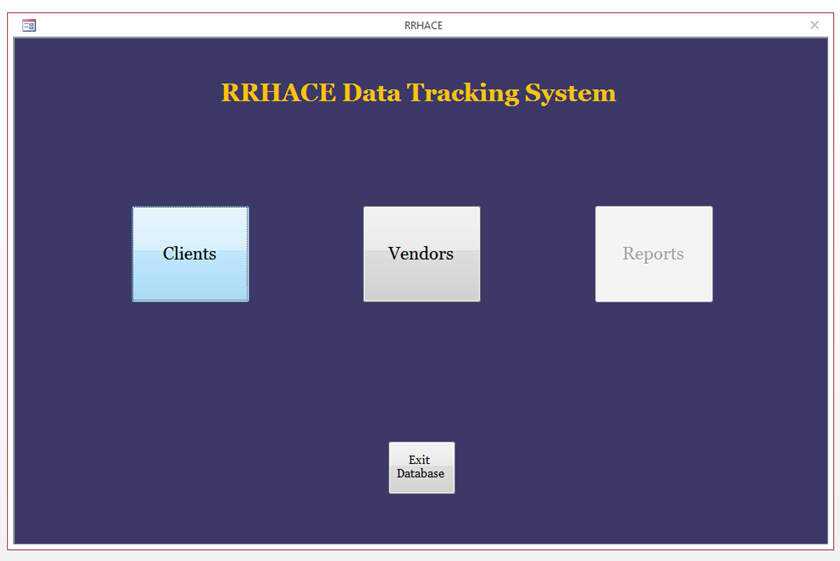 RRHACE
RRHACE Data Tracking System
Clients
Vendors
Reports
Exit
Database